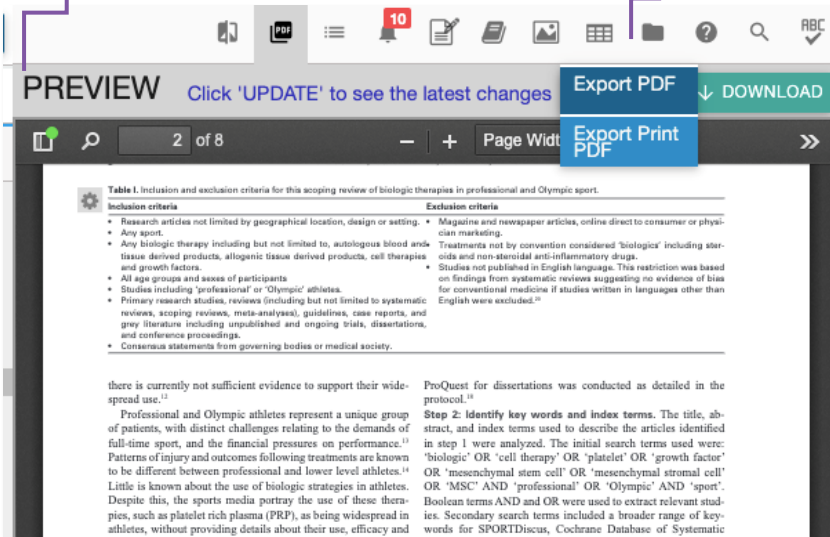 10
PDF
ABC
PREVIEW
Click 'UPDATE' to see the latest changes
Export PDF
DOWNLOAD
Export Print
PDF
2 of 8
Page Widt
Table I. Inclusion and exclusion criteria for this scoping review of biologic therapies in professional and Olympic sport.
Inclusion criteria
• Research articles not limited by geographical location, design or setting.
• Any sport.
• Any biologic therapy including but not limited to, autologous blood and
tissue derived products, allogenic tissue derived products, cell therapies
and growth factors.
• All age groups and sexes of participants
• Studies including 'professional' or 'Olympic' athletes.
• Primary research studies, reviews (including but not limited to systematic
reviews, scoping reviews, meta-analyses), guidelines, case reports, and
grey literature including unpublished and ongoing trials, dissertations,
and conference proceedings.
• Consensus statements from governing bodies or medical society.
Exclusion criteria
• Magazine and newspaper articles, online direct to consumer or physi-
cian marketing.
• Treatments not by convention considered 'biologics' including ster-
oids and non-steroidal anti-inflammatory drugs.
• Studies not published in English language. This restriction was based
on findings from systematic reviews suggesting no evidence of bias
for conventional medicine if studies written in languages other than
English were excluded.
there is currently not sufficient evidence to support their wide-
spread use.12
Professional and Olympic athletes represent a unique group
of patients, with distinct challenges relating to the demands of
full-time sport, and the financial pressures on performance.13
Patterns of injury and outcomes following treatments are known
to be different between professional and lower level athletes.14
Little is known about the use of biologic strategies in athletes.
Despite this, the sports media portray the use of these thera-
pies, such as platelet rich plasma (PRP), as being widespread in
athletes, without providing details about their use, efficacy and
ProQuest for dissertations was conducted as detailed in the
protocol.18
Step 2: Identify key words and index terms. The title, ab-
stract, and index terms used to describe the articles identified
in step 1 were analyzed. The initial search terms used were:
'biologic' OR 'cell therapy' OR 'platelet' OR 'growth factor'
OR 'mesenchymal stem cell' OR 'mesenchymal stromal cell'
OR 'MSC' AND 'professional' OR 'Olympic' AND 'sport'.
Boolean terms AND and OR were used to extract relevant stud-
ies. Secondary search terms included a broader range of key-
words for SPORTDiscus, Cochrane Database of Systematic